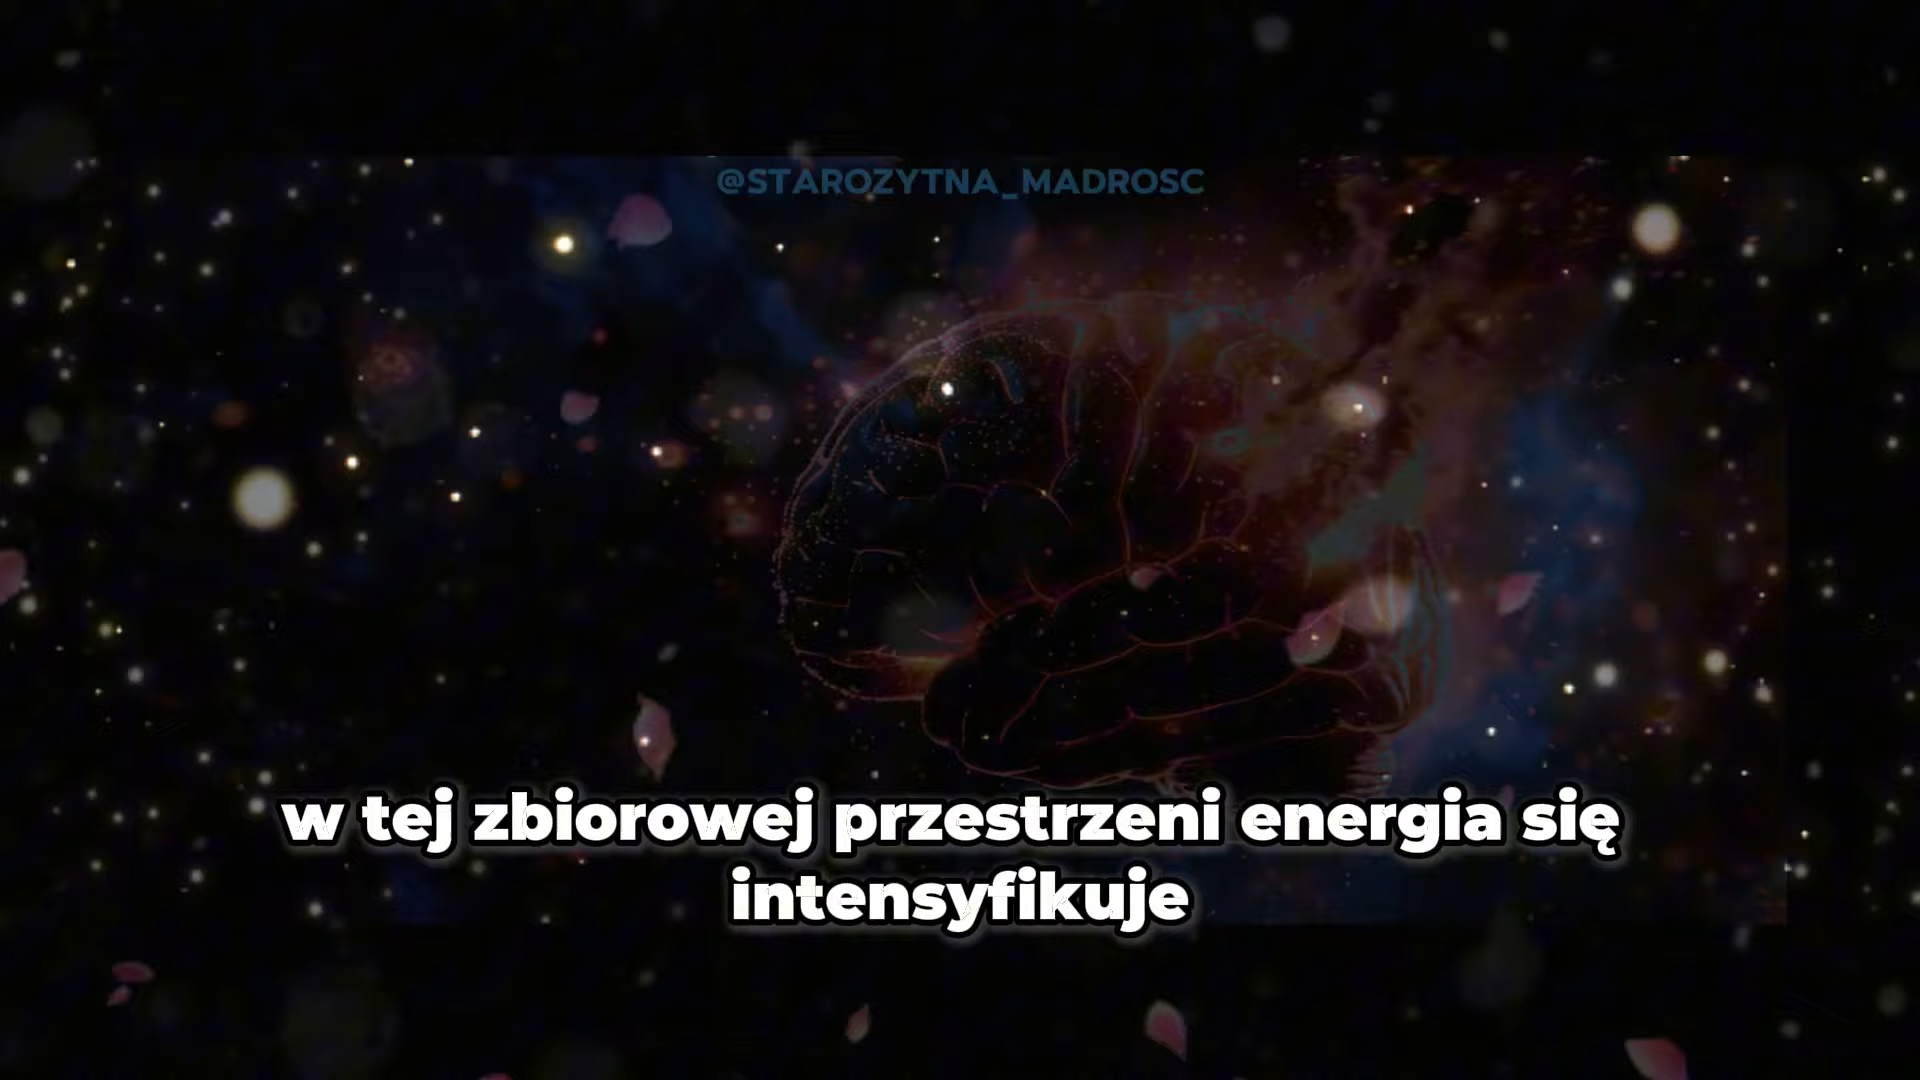 @STAROZYTNA_MADROSC
w tej zbiorowej przestrzeni energia się
intensyfikuje